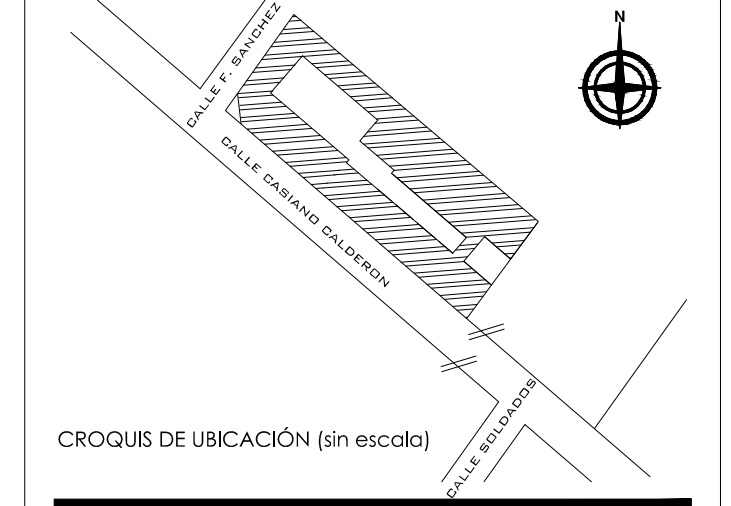 N
CALLE F. SANCHEZ
CALLE CASIANO CALDERON
CALLE SOLDADOS
CROQUIS DE UBICACIÓN (sin escala)